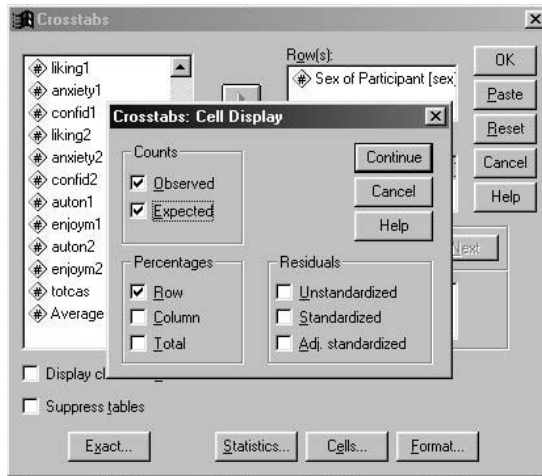 Crosstabs
liking1
anxiety1
confid1
liking2
anxiety2
confid2
auton1
enjoym1
auton2
enjoym2
totcas
Average
Row(s):
Sex of Participant [sex]
OK
Paste
Reset
Cancel
Help
Crosstabs: Cell Display
Counts
Observed
Expected
Continue
Cancel
Help
Percentages
Row
Column
Total
Residuals
Unstandardized
Standardized
Adj. standardized
Next
Display cl
Suppress tables
Exact...
Statistics...
Cells...
Format...